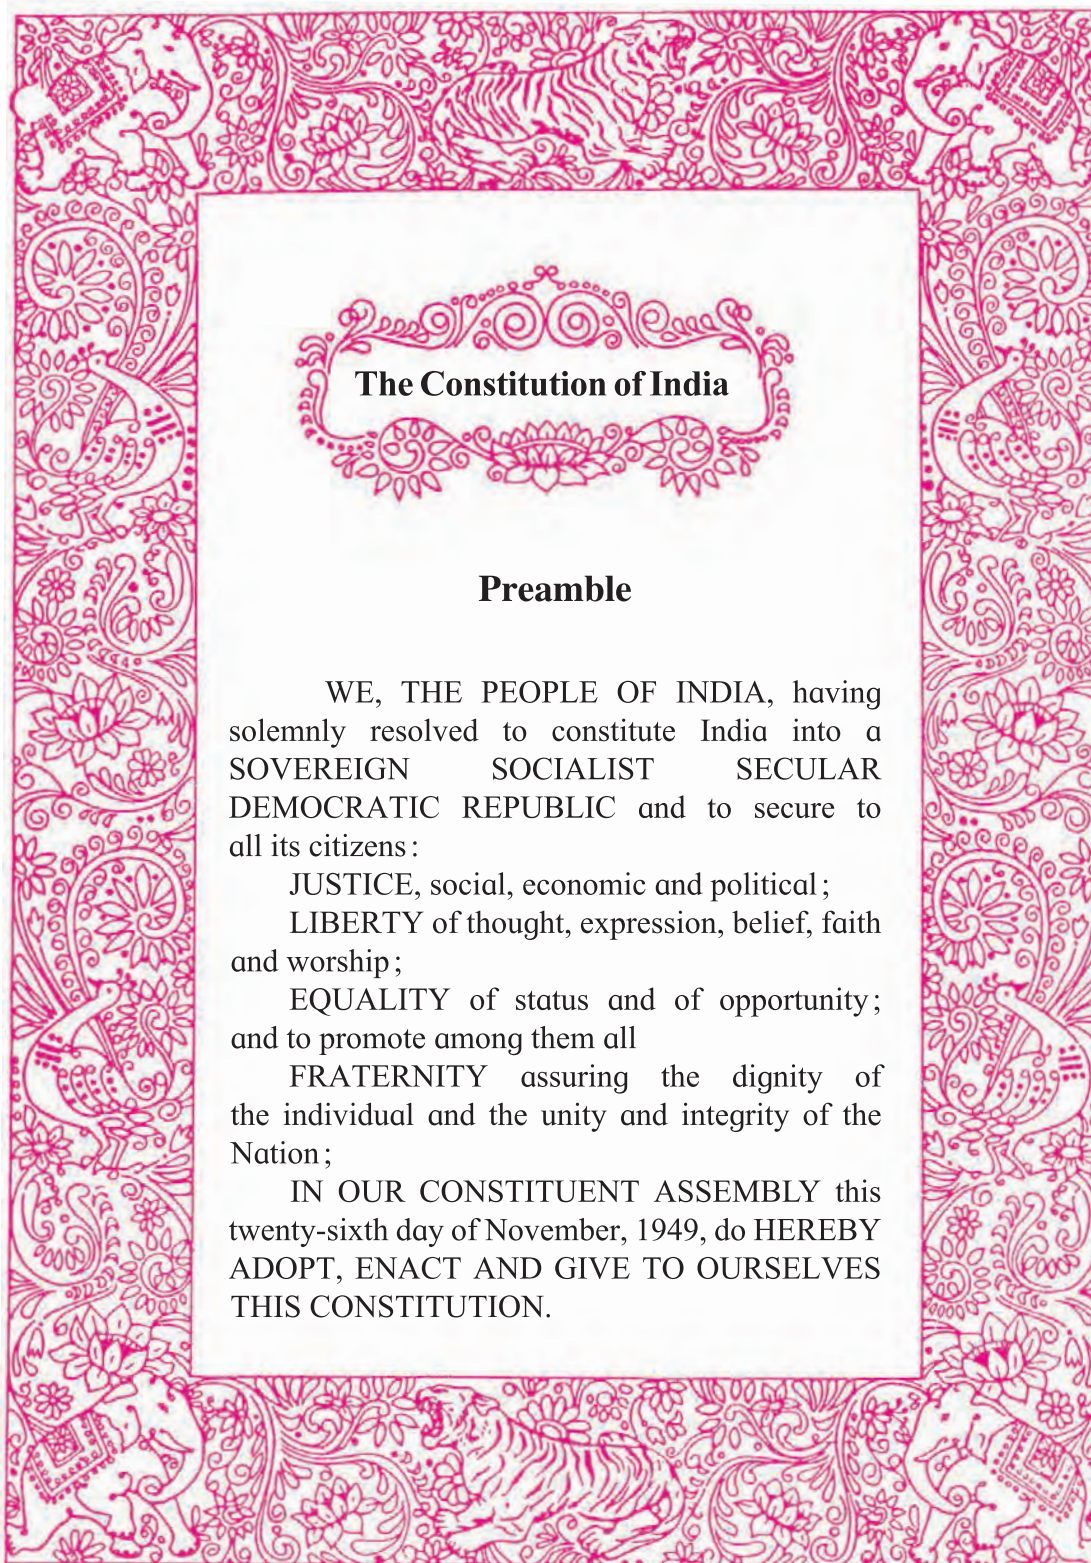 The Constitution of India
Preamble
WE, THE PEOPLE OF INDIA, having
solemnly resolved to constitute India into a
SOVEREIGN SOCIALIST SECULAR
DEMOCRATIC REPUBLIC and to secure to
all its citizens :
JUSTICE, social, economic and political ;
LIBERTY of thought, expression, belief, faith
and worship ;
EQUALITY of status and of opportunity ;
and to promote among them all
FRATERNITY assuring the dignity of
the individual and the unity and integrity of the
Nation ;
IN OUR CONSTITUENT ASSEMBLY this
twenty-sixth day of November, 1949, do HEREBY
ADOPT, ENACT AND GIVE TO OURSELVES
THIS CONSTITUTION.